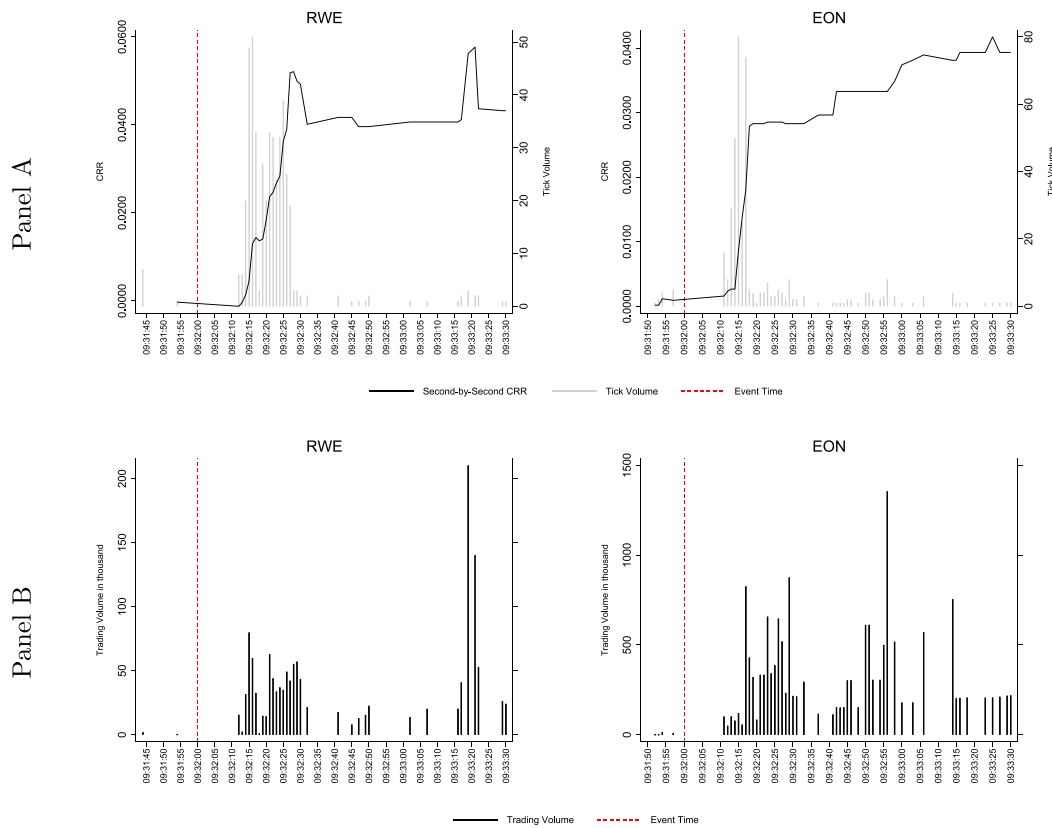 RWE
EON
Panel A
CRR
0.0000 0.0200 0.0400 0.0600
Tick Volume
0 10 20 30 40 50
09:31:45 09:31:50 09:31:55 09:32:00 09:32:05 09:32:10 09:32:15 09:32:20 09:32:25 09:32:30 09:32:35 09:32:40 09:32:45 09:32:50 09:32:55 09:33:00 09:33:05 09:33:10 09:33:15 09:33:20 09:33:25 09:33:30
CRR
0.0000 0.0100 0.0200 0.0300 0.0400
Tick Volume
0 20 40 60 80
09:31:50 09:31:55 09:32:00 09:32:05 09:32:10 09:32:15 09:32:20 09:32:25 09:32:30 09:32:35 09:32:40 09:32:45 09:32:50 09:32:55 09:33:00 09:33:05 09:33:10 09:33:15 09:33:20 09:33:25 09:33:30
Second-by-Second CRR Tick Volume Event Time
RWE
EON
Panel B
Trading Volume in thousand
0 50 100 150 200
09:31:45 09:31:50 09:31:55 09:32:00 09:32:05 09:32:10 09:32:15 09:32:20 09:32:25 09:32:30 09:32:35 09:32:40 09:32:45 09:32:50 09:32:55 09:33:00 09:33:05 09:33:10 09:33:15 09:33:20 09:33:25 09:33:30
Trading Volume in thousand
0 500 1000 1500
09:31:50 09:31:55 09:32:00 09:32:05 09:32:10 09:32:15 09:32:20 09:32:25 09:32:30 09:32:35 09:32:40 09:32:45 09:32:50 09:32:55 09:33:00 09:33:05 09:33:10 09:33:15 09:33:20 09:33:25 09:33:30
Trading Volume Event Time